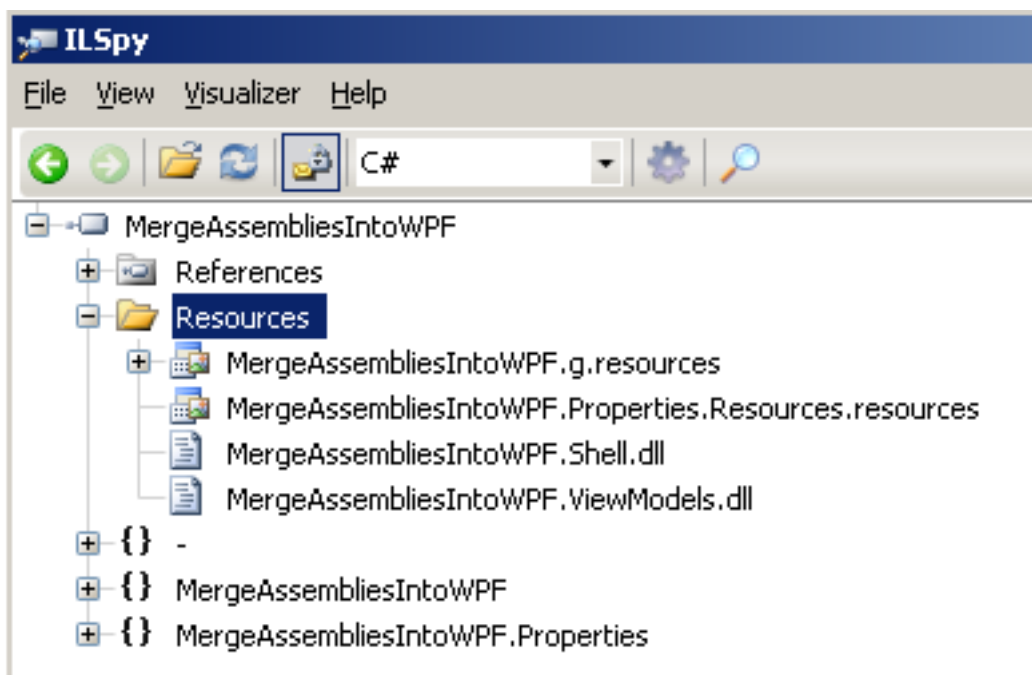 ILSpy
File View Visualizer Help
C#
MergeAssembliesIntoWPF
References
Resources
MergeAssembliesIntoWPF.g.resources
MergeAssembliesIntoWPF.Properties.Resources.resources
MergeAssembliesIntoWPF.Shell.dll
MergeAssembliesIntoWPF.ViewModels.dll
{} -
{} MergeAssembliesIntoWPF
{} MergeAssembliesIntoWPF.Properties